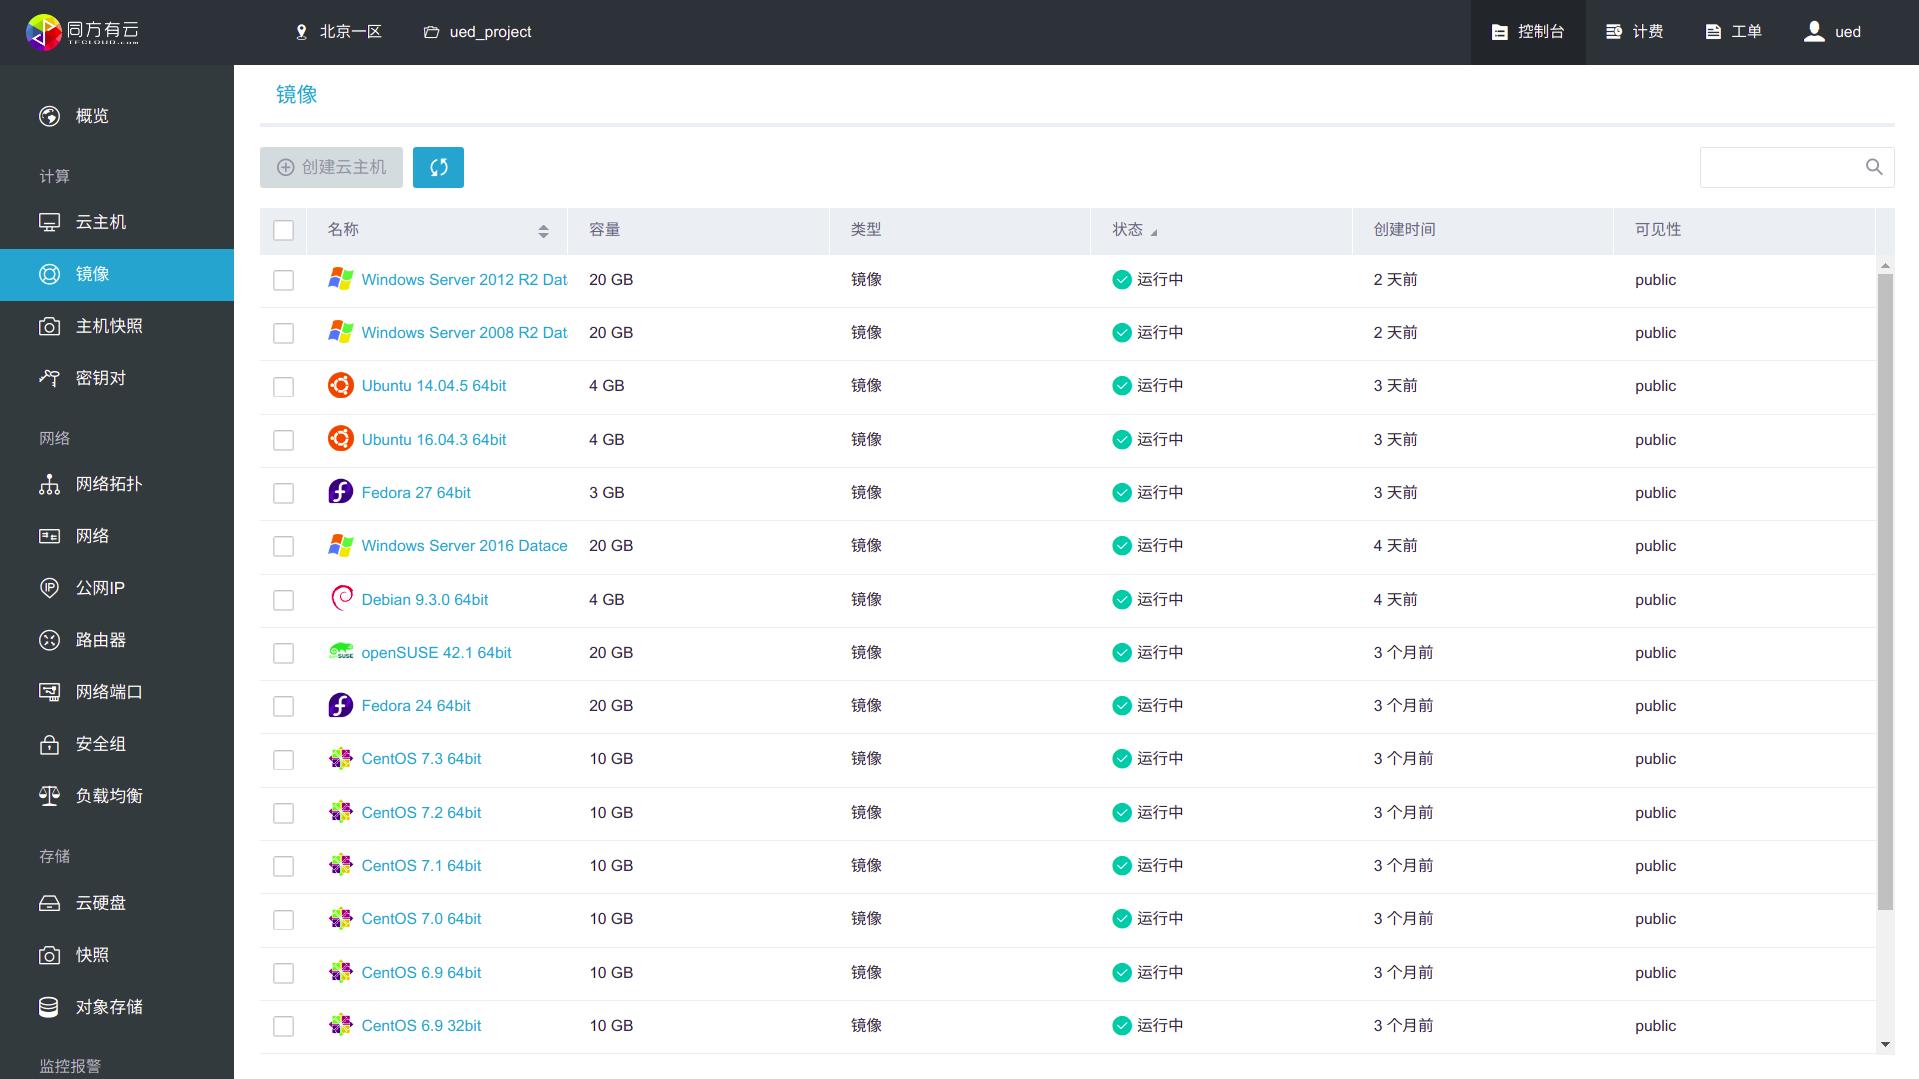 同方有云
TFCLOUD.com
北京一区
ued_project
控制台
计费
工单
ued
概览
计算
云主机
镜像
主机快照
密钥对
网络
网络拓扑
网络
公网IP
路由器
网络端口
安全组
负载均衡
存储
云硬盘
快照
对象存储
监控报警
镜像
创建云主机
名称 容量 类型 状态 创建时间 可见性
Windows Server 2012 R2 Dat 20 GB 镜像 运行中 2 天前 public
Windows Server 2008 R2 Dat 20 GB 镜像 运行中 2 天前 public
Ubuntu 14.04.5 64bit 4 GB 镜像 运行中 3 天前 public
Ubuntu 16.04.3 64bit 4 GB 镜像 运行中 3 天前 public
Fedora 27 64bit 3 GB 镜像 运行中 3 天前 public
Windows Server 2016 Datace 20 GB 镜像 运行中 4 天前 public
Debian 9.3.0 64bit 4 GB 镜像 运行中 4 天前 public
openSUSE 42.1 64bit 20 GB 镜像 运行中 3 个月前 public
Fedora 24 64bit 20 GB 镜像 运行中 3 个月前 public
CentOS 7.3 64bit 10 GB 镜像 运行中 3 个月前 public
CentOS 7.2 64bit 10 GB 镜像 运行中 3 个月前 public
CentOS 7.1 64bit 10 GB 镜像 运行中 3 个月前 public
CentOS 7.0 64bit 10 GB 镜像 运行中 3 个月前 public
CentOS 6.9 64bit 10 GB 镜像 运行中 3 个月前 public
CentOS 6.9 32bit 10 GB 镜像 运行中 3 个月前 public